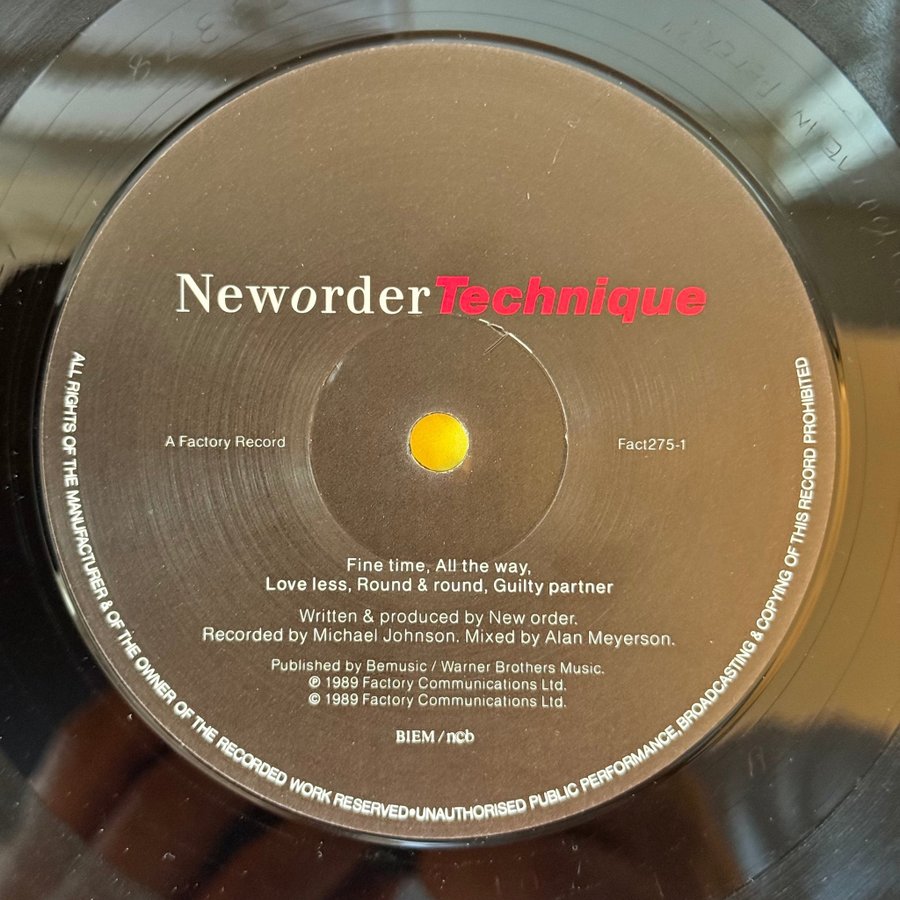 Neworder Technique
A Factory Record
Fact275-1
Fine time, All the way,
Love less, Round & round, Guilty partner
Written & produced by New order.
Recorded by Michael Johnson. Mixed by Alan Meyerson.
Published by Bemusic / Warner Brothers Music.
℗ 1989 Factory Communications Ltd.
© 1989 Factory Communications Ltd.
BIEM / ncb
ALL RIGHTS OF THE MANUFACTURER & OF THE OWNER OF THE RECORDED WORK RESERVED•UNAUTHORISED PUBLIC PERFORMANCE, BROADCASTING & COPYING OF THIS RECORD PROHIBITED